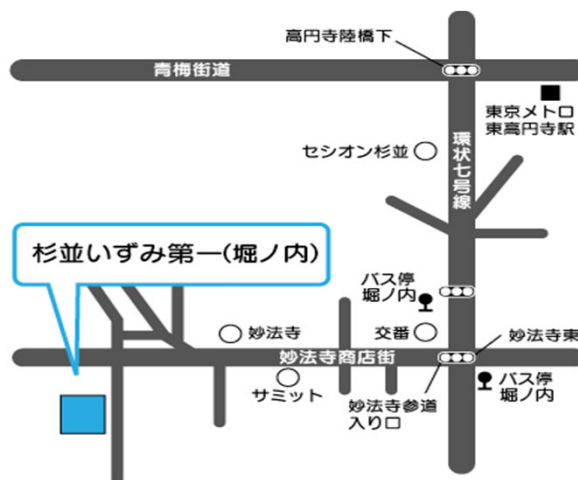 高円寺陸橋下
青梅街道
東京メトロ
東高円寺駅
環状七号線
セシオン杉並
杉並いずみ第一(堀ノ内)
バス停
堀ノ内
妙法寺
交番
妙法寺東
妙法寺商店街
サミット
妙法寺参道
入り口
バス停
堀ノ内